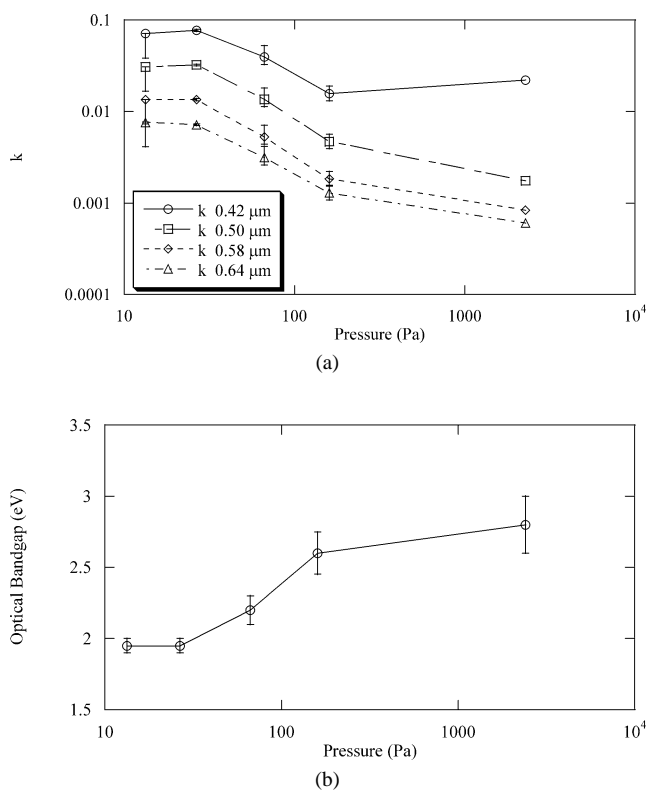 0.1
0.01
0.001
0.0001
k
k 0.42 μm
k 0.50 μm
k 0.58 μm
k 0.64 μm
10 100 1000 10⁴
Pressure (Pa)
(a)
3.5
3
2.5
2
1.5
Optical Bandgap (eV)
10 100 1000 10⁴
Pressure (Pa)
(b)